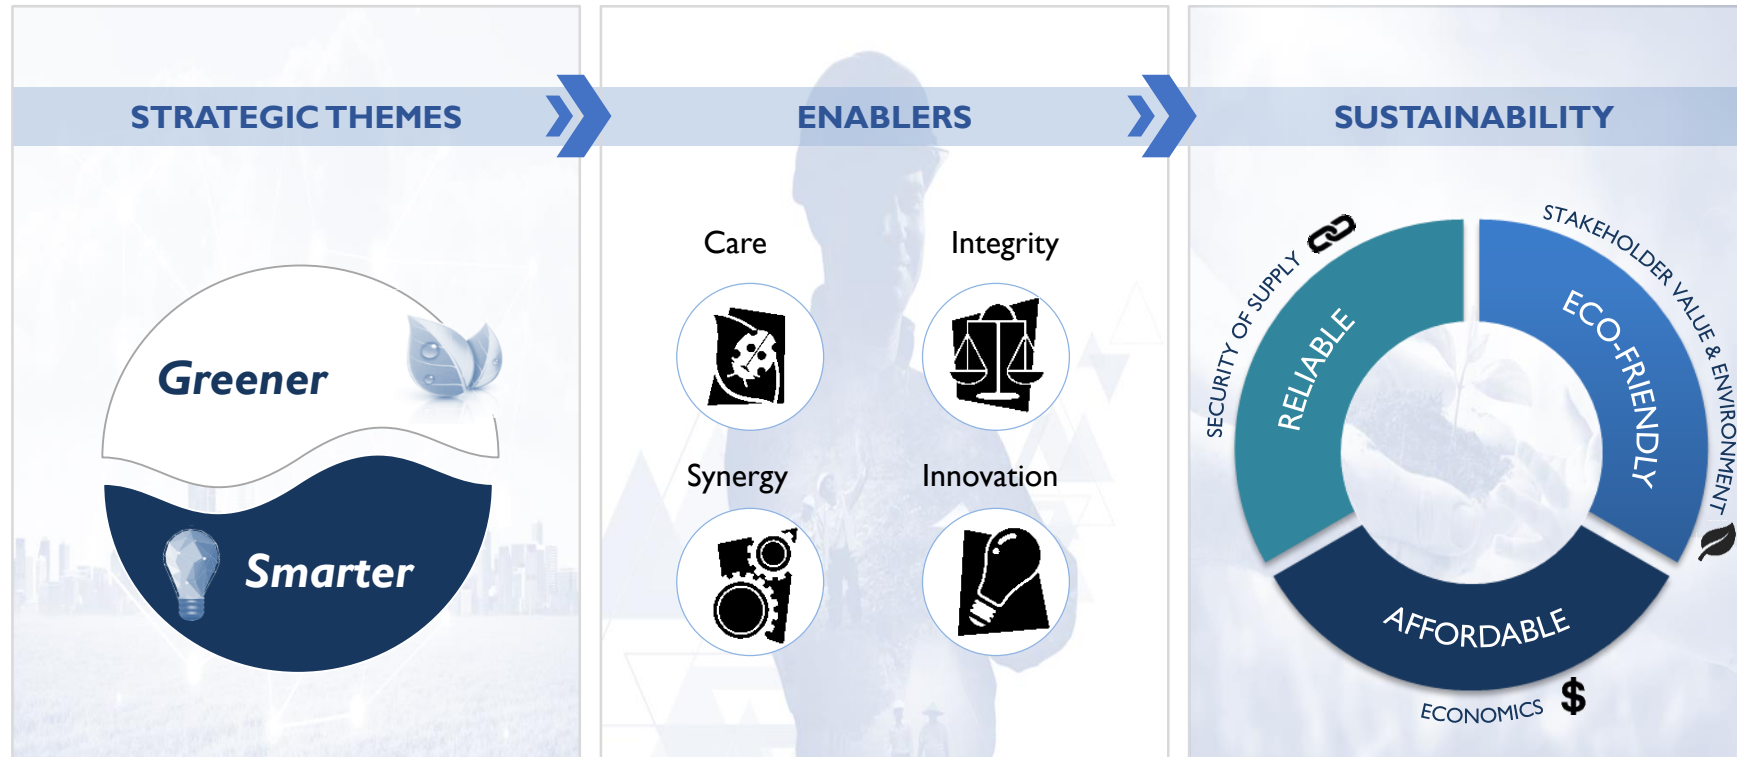 STRATEGIC THEMES
Greener
Smarter
ENABLERS
Care
Integrity
Synergy
Innovation
SUSTAINABILITY
SECURITY OF SUPPLY
RELIABLE
STAKEHOLDER VALUE & ENVIRONMENT
ECO-FRIENDLY
AFFORDABLE
ECONOMICS $